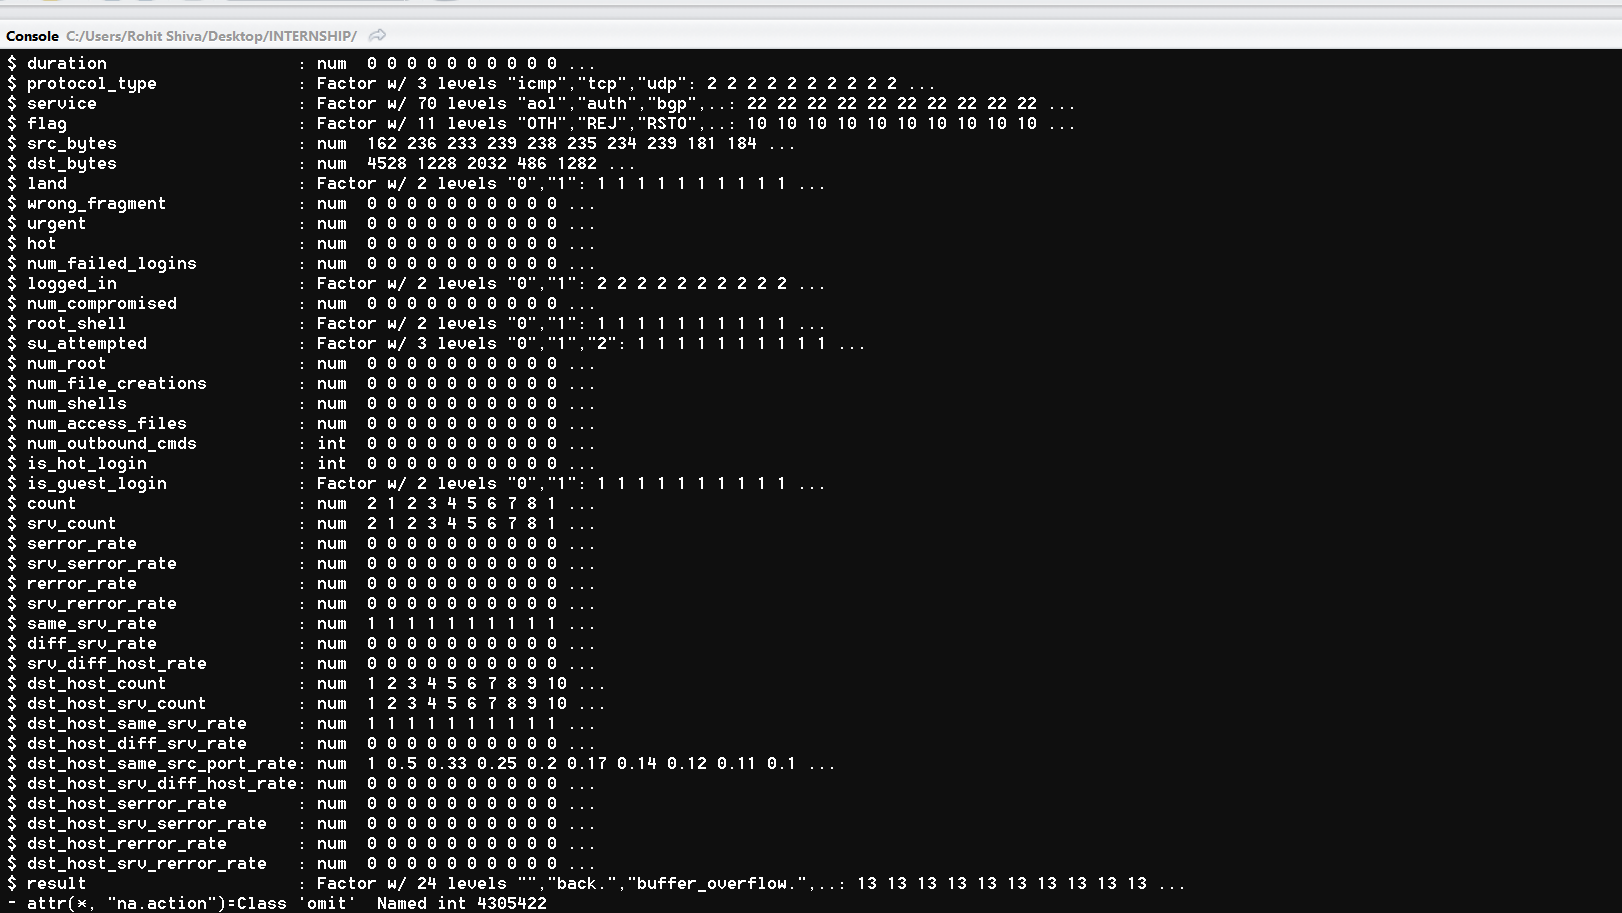 Console C:/Users/Rohit Shiva/Desktop/INTERNSHIP/
$ duration : num 0 0 0 0 0 0 0 0 0 0 ...
$ protocol_type : Factor w/ 3 levels "icmp","tcp","udp": 2 2 2 2 2 2 2 2 2 2 ...
$ service : Factor w/ 70 levels "aol","auth","bgp",..: 22 22 22 22 22 22 22 22 22 22 ...
$ flag : Factor w/ 11 levels "OTH","REJ","RSTO",..: 10 10 10 10 10 10 10 10 10 10 ...
$ src_bytes : num 162 236 233 239 238 235 234 239 181 184 ...
$ dst_bytes : num 4528 1228 2032 486 1282 ...
$ land : Factor w/ 2 levels "0","1": 1 1 1 1 1 1 1 1 1 1 ...
$ wrong_fragment : num 0 0 0 0 0 0 0 0 0 0 ...
$ urgent : num 0 0 0 0 0 0 0 0 0 0 ...
$ hot : num 0 0 0 0 0 0 0 0 0 0 ...
$ num_failed_logins : num 0 0 0 0 0 0 0 0 0 0 ...
$ logged_in : Factor w/ 2 levels "0","1": 2 2 2 2 2 2 2 2 2 2 ...
$ num_compromised : num 0 0 0 0 0 0 0 0 0 0 ...
$ root_shell : Factor w/ 2 levels "0","1": 1 1 1 1 1 1 1 1 1 1 ...
$ su_attempted : Factor w/ 3 levels "0","1","2": 1 1 1 1 1 1 1 1 1 1 ...
$ num_root : num 0 0 0 0 0 0 0 0 0 0 ...
$ num_file_creations : num 0 0 0 0 0 0 0 0 0 0 ...
$ num_shells : num 0 0 0 0 0 0 0 0 0 0 ...
$ num_access_files : num 0 0 0 0 0 0 0 0 0 0 ...
$ num_outbound_cmds : int 0 0 0 0 0 0 0 0 0 0 ...
$ is_hot_login : int 0 0 0 0 0 0 0 0 0 0 ...
$ is_guest_login : Factor w/ 2 levels "0","1": 1 1 1 1 1 1 1 1 1 1 ...
$ count : num 2 1 2 3 4 5 6 7 8 1 ...
$ srv_count : num 2 1 2 3 4 5 6 7 8 1 ...
$ serror_rate : num 0 0 0 0 0 0 0 0 0 0 ...
$ srv_serror_rate : num 0 0 0 0 0 0 0 0 0 0 ...
$ rerror_rate : num 0 0 0 0 0 0 0 0 0 0 ...
$ srv_rerror_rate : num 0 0 0 0 0 0 0 0 0 0 ...
$ same_srv_rate : num 1 1 1 1 1 1 1 1 1 1 ...
$ diff_srv_rate : num 0 0 0 0 0 0 0 0 0 0 ...
$ srv_diff_host_rate : num 0 0 0 0 0 0 0 0 0 0 ...
$ dst_host_count : num 1 2 3 4 5 6 7 8 9 10 ...
$ dst_host_srv_count : num 1 2 3 4 5 6 7 8 9 10 ...
$ dst_host_same_srv_rate : num 1 1 1 1 1 1 1 1 1 1 ...
$ dst_host_diff_srv_rate : num 0 0 0 0 0 0 0 0 0 0 ...
$ dst_host_same_src_port_rate: num 1 0.5 0.33 0.25 0.2 0.17 0.14 0.12 0.11 0.1 ...
$ dst_host_srv_diff_host_rate: num 0 0 0 0 0 0 0 0 0 0 ...
$ dst_host_serror_rate : num 0 0 0 0 0 0 0 0 0 0 ...
$ dst_host_srv_serror_rate : num 0 0 0 0 0 0 0 0 0 0 ...
$ dst_host_rerror_rate : num 0 0 0 0 0 0 0 0 0 0 ...
$ dst_host_srv_rerror_rate : num 0 0 0 0 0 0 0 0 0 0 ...
$ result : Factor w/ 24 levels "","back.","buffer_overflow.",..: 13 13 13 13 13 13 13 13 13 13 ...
- attr(*, "na.action")=Class 'omit' Named int 4305422